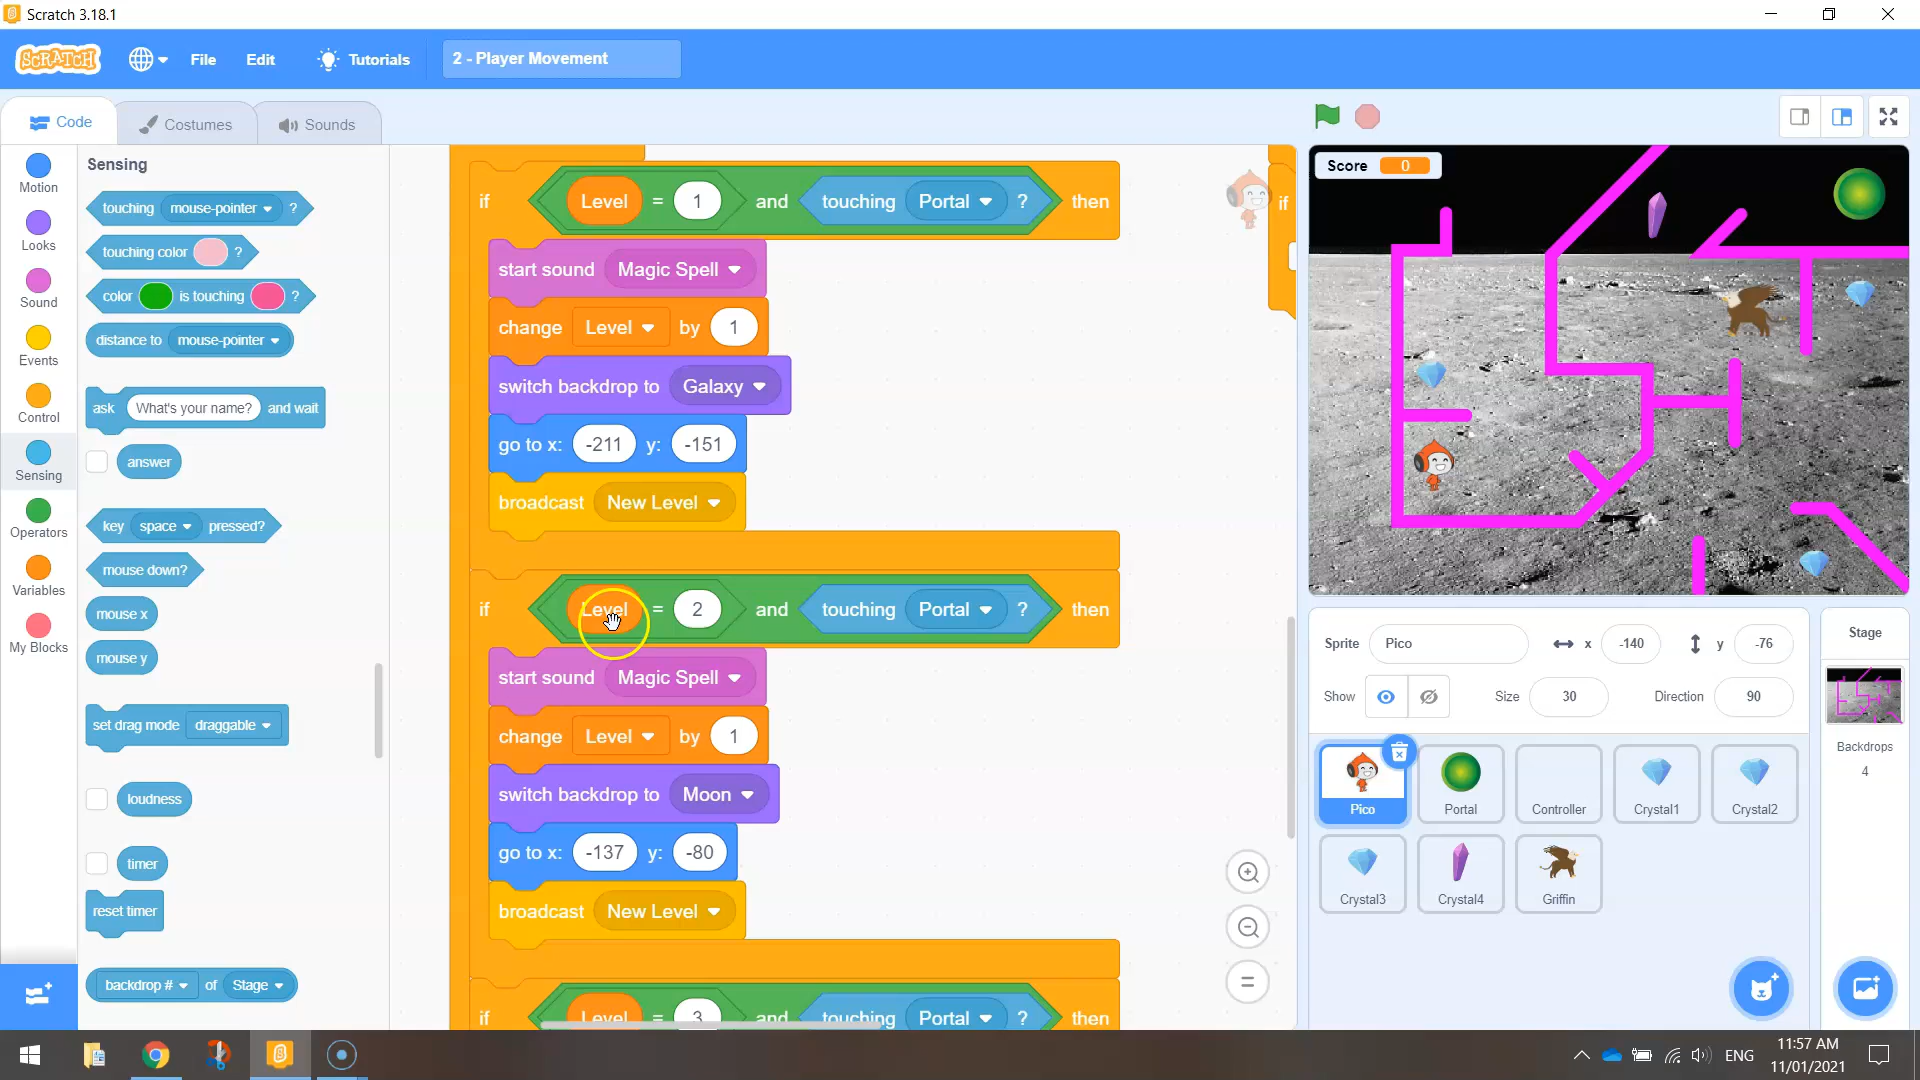 Scratch 3.18.1
SCRATCH File Edit Tutorials 2 - Player Movement
Code Costumes Sounds
Motion
Looks
Sound
Events
Control
Sensing
Operators
Variables
My Blocks
Sensing
touching mouse-pointer ?
touching color ?
color is touching ?
distance to mouse-pointer
ask What's your name? and wait
answer
key space pressed?
mouse down?
mouse x
mouse y
set drag mode draggable
loudness
timer
reset timer
backdrop # of Stage
if Level = 1 and touching Portal ? then
start sound Magic Spell
change Level by 1
switch backdrop to Galaxy
go to x: -211 y: -151
broadcast New Level
if Level = 2 and touching Portal ? then
start sound Magic Spell
change Level by 1
switch backdrop to Moon
go to x: -137 y: -80
broadcast New Level
if Level = 3 and touching Portal ? then
if
Score 0
Sprite Pico x -140 y -76
Show Size 30 Direction 90
Pico Portal Controller Crystal1 Crystal2
Crystal3 Crystal4 Griffin
Stage
Backdrops
4
ENG
11:57 AM
11/01/2021